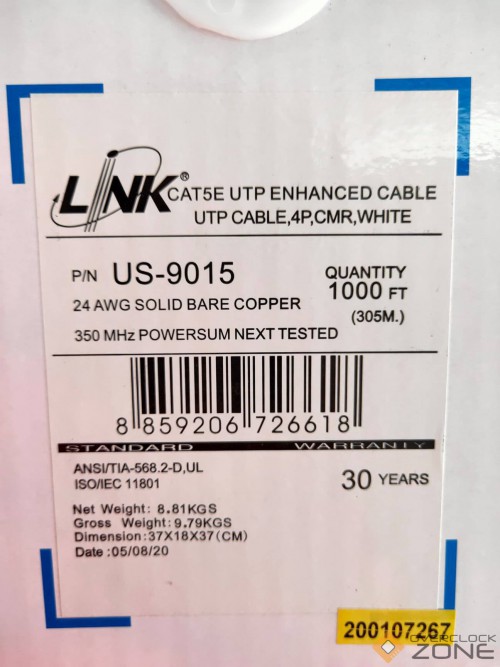 LINK® CAT5E UTP ENHANCED CABLE
UTP CABLE,4P,CMR,WHITE
P/N US-9015
24 AWG SOLID BARE COPPER
350 MHz POWERSUM NEXT TESTED
QUANTITY
1000 FT
(305M.)
8 859206 726618
STANDARD WARRANTY
ANSI/TIA-568.2-D,UL
ISO/IEC 11801
30 YEARS
Net Weight: 8.81KGS
Gross Weight: 9.79KGS
Dimension:37X18X37(CM)
Date :05/08/20
200107267
OVERCLOCK
ZONE